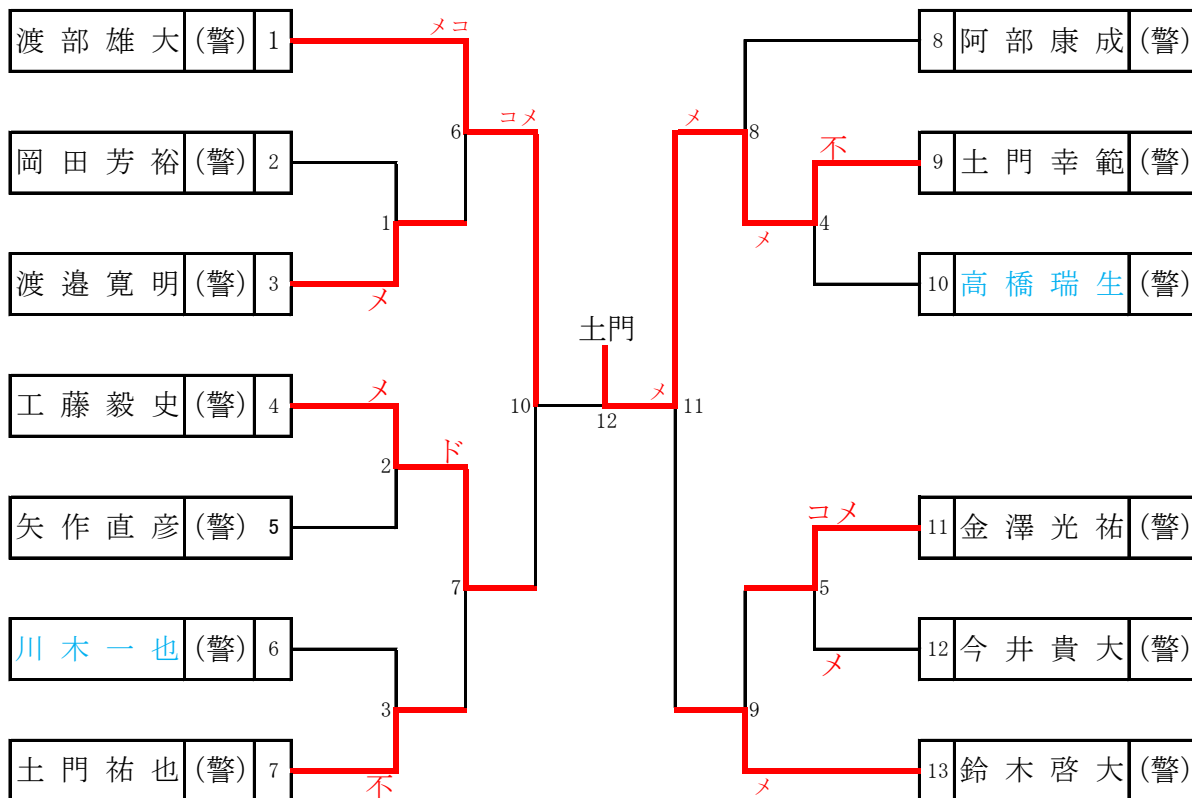 渡部雄大 (警) 1
メコ
8 阿部康成 (警)
コメ
メ
6
8
不
岡田芳裕 (警) 2
9 土門幸範 (警)
1
4
メ
渡邉寛明 (警) 3
メ
10 高橋瑞生 (警)
土門
工藤毅史 (警) 4
メ
メ
10
12
11
2
ド
矢作直彦 (警) 5
コメ
11 金澤光祐 (警)
7
5
川木一也 (警) 6
メ
12 今井貴大 (警)
3
9
土門祐也 (警) 7
不
メ
13 鈴木啓大 (警)